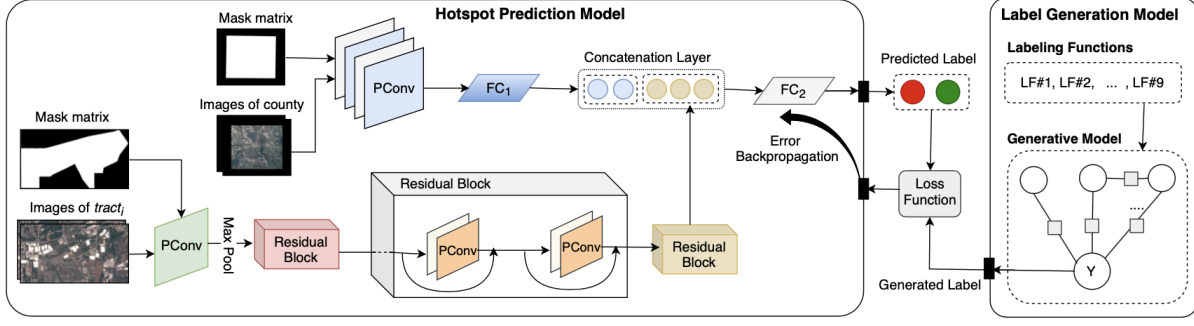 Hotspot Prediction Model
Label Generation Model
Mask matrix
Images of county
PConv
FC1
Concatenation Layer
FC2
Predicted Label
Labeling Functions
LF#1, LF#2, ... , LF#9
Mask matrix
Images of tracti
PConv
Max Pool
Residual
Block
Residual Block
PConv
PConv
Residual
Block
Error
Backpropagation
Loss
Function
Generated Label
Generative Model
....
Y